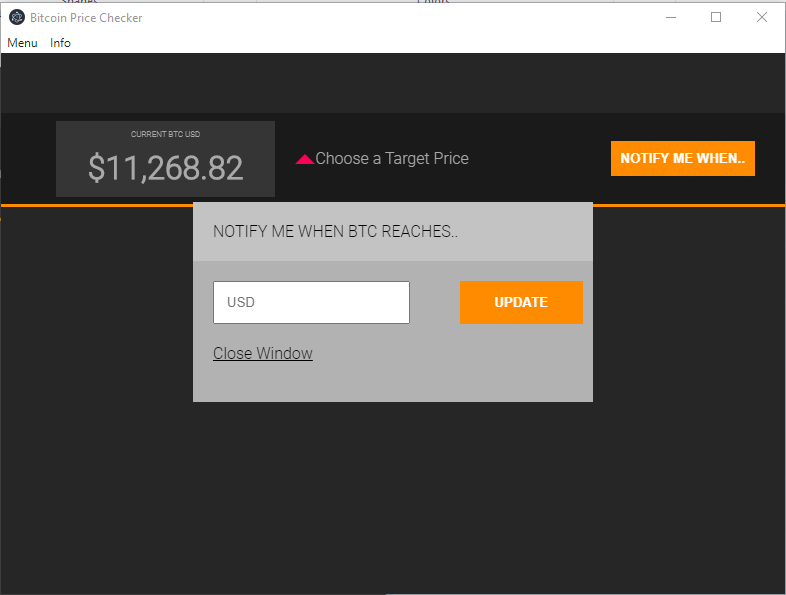 Bitcoin Price Checker
Menu Info
CURRENT BTC USD
$11,268.82
Choose a Target Price
NOTIFY ME WHEN..
NOTIFY ME WHEN BTC REACHES..
USD
UPDATE
Close Window